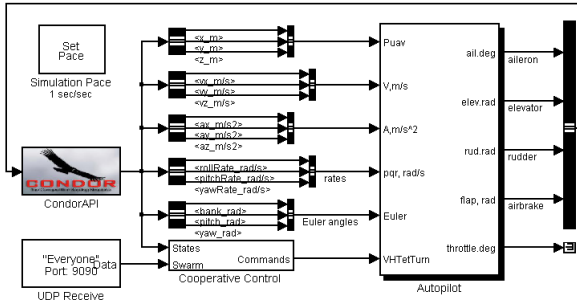 Set
Pace
Simulation Pace
1 sec/sec
CONDOR
CondorAPI
"Everyone"
Port: 9090
Data
UDP Receive
<x_m>
<y_m>
<z_m>
<vx_m/s>
<vy_m/s>
<vz_m/s>
<ax_m/s2>
<ay_m/s2>
<az_m/s2>
<rollRate_rad/s>
<pitchRate_rad/s>
<yawRate_rad/s>
rates
<bank_rad>
<pitch_rad>
<yaw_rad>
Euler angles
States
Swarm
Commands
Cooperative Control
Puav
V,m/s
A,m/s^2
pqr, rad/s
Euler
VHTetTurn
ail.deg
elev.rad
rud.rad
flap, rad
throttle.deg
Autopilot
aileron
elevator
rudder
airbrake